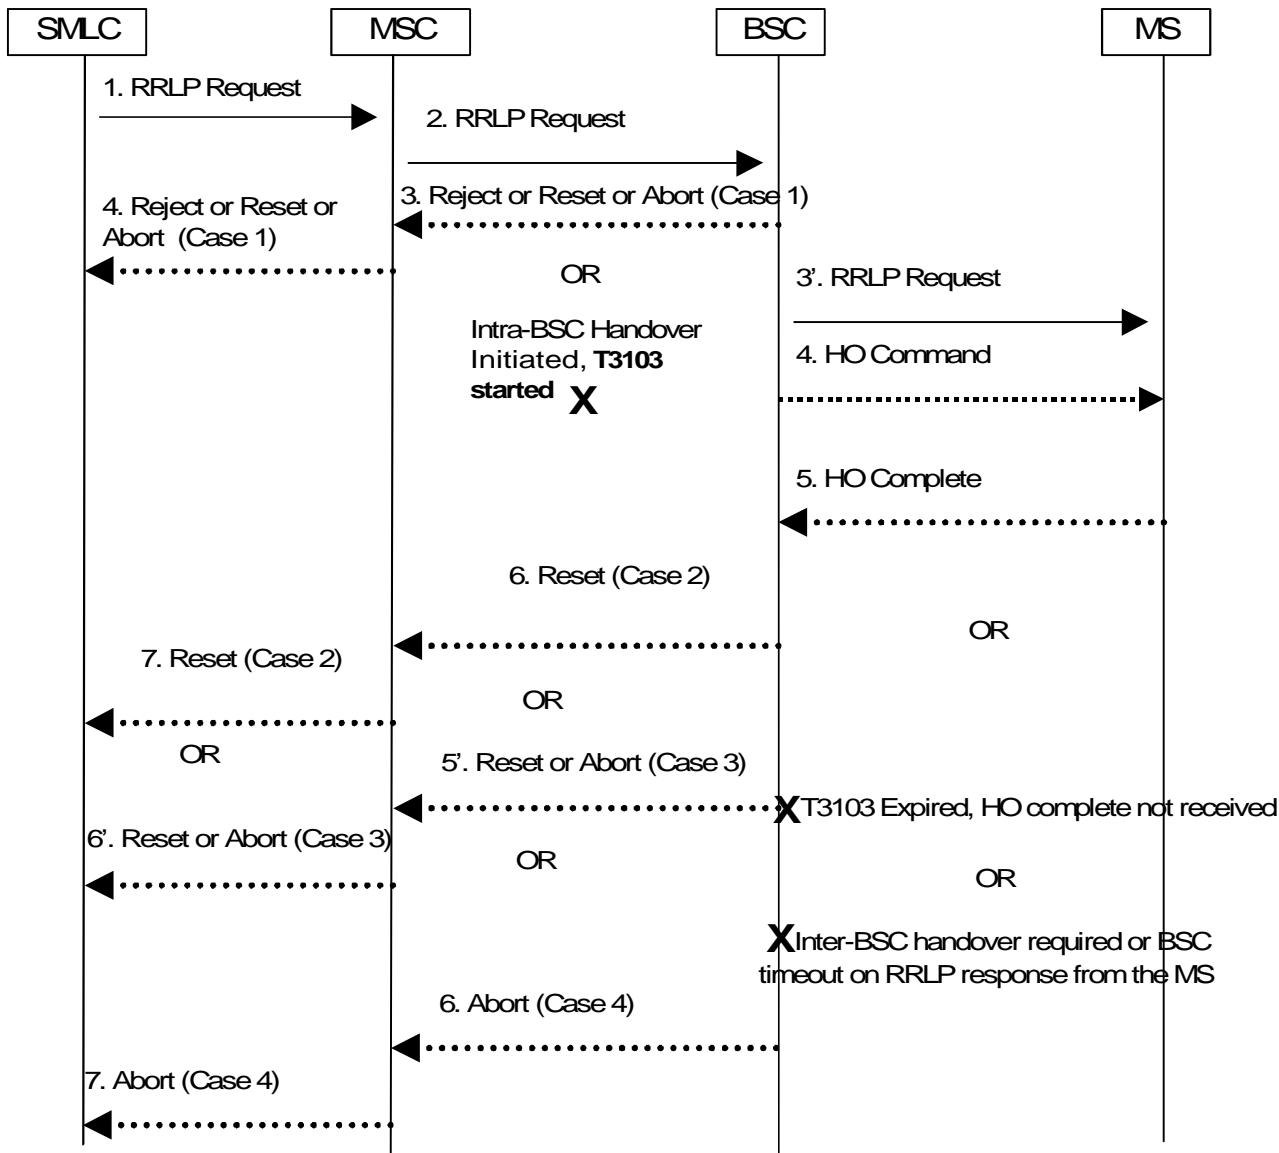 SMLC
MSC
BSC
MS
1. RRLP Request
2. RRLP Request
3. Reject or Reset or Abort (Case 1)
4. Reject or Reset or
Abort (Case 1)
OR
3'. RRLP Request
Intra-BSC Handover
Initiated, T3103
started X
4. HO Command
5. HO Complete
6. Reset (Case 2)
OR
7. Reset (Case 2)
OR
OR
5'. Reset or Abort (Case 3)
X T3103 Expired, HO complete not received
6'. Reset or Abort (Case 3)
OR
OR
X Inter-BSC handover required or BSC
timeout on RRLP response from the MS
6. Abort (Case 4)
7. Abort (Case 4)